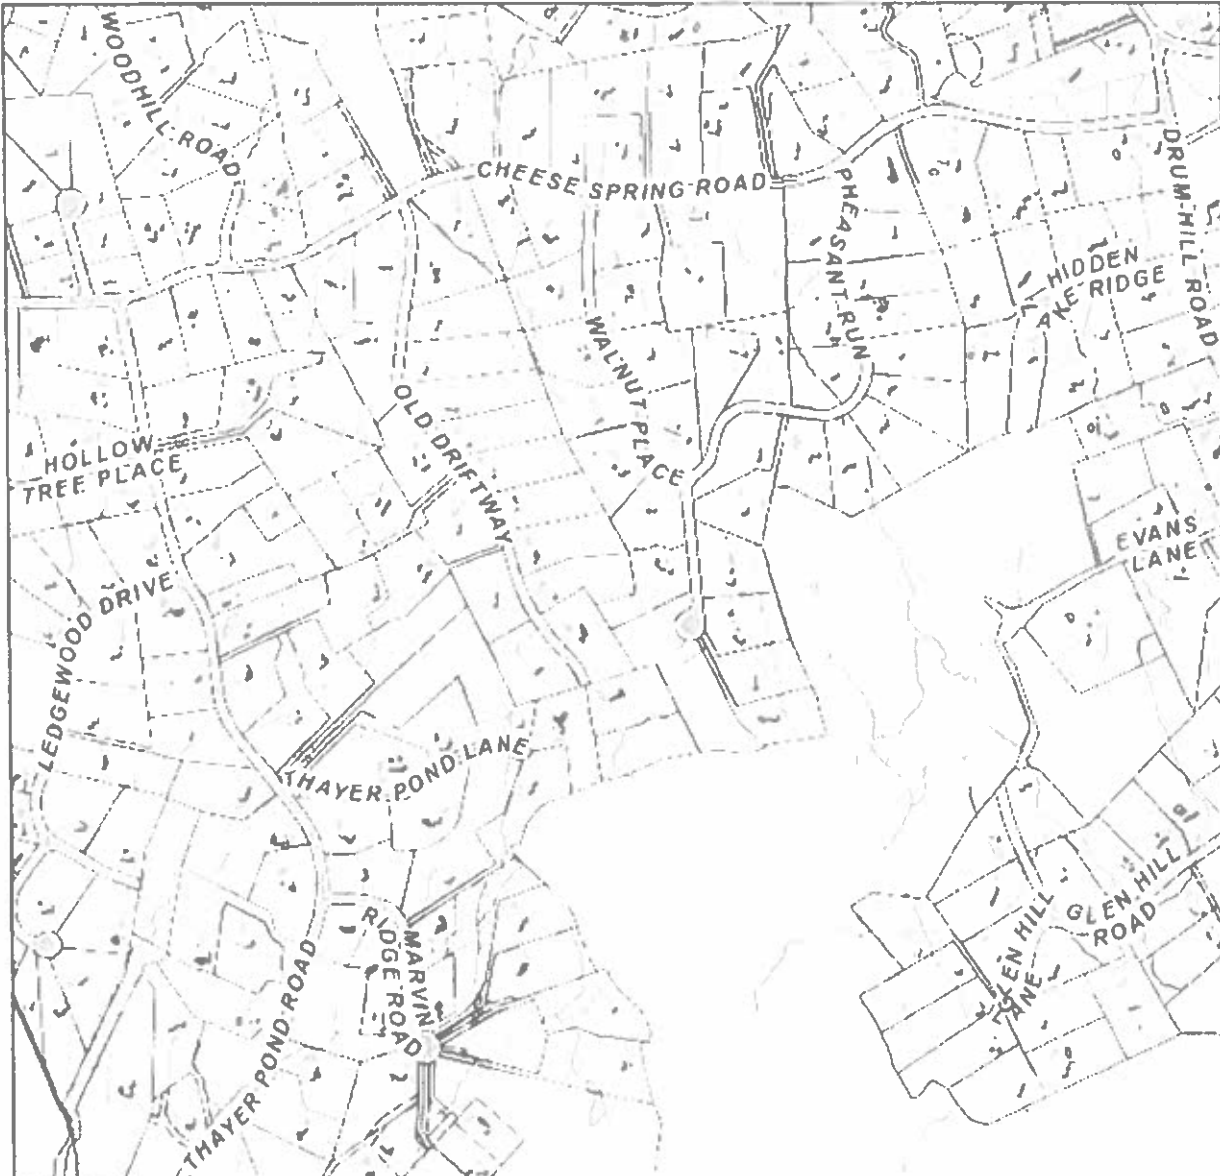 WOODHILL ROAD
CHEESE SPRING ROAD
PHEASANT RUN
DRUM HILL ROAD
HIDDEN
LAKE RIDGE
WALNUT PLACE
OLD DRIFTWAY
HOLLOW
TREE PLACE
EVANS
LANE
LEDGEWOOD DRIVE
THAYER POND LANE
GLEN HILL
ROAD
GLEN HILL
LANE
MARVIN
RIDGE ROAD
THAYER POND ROAD